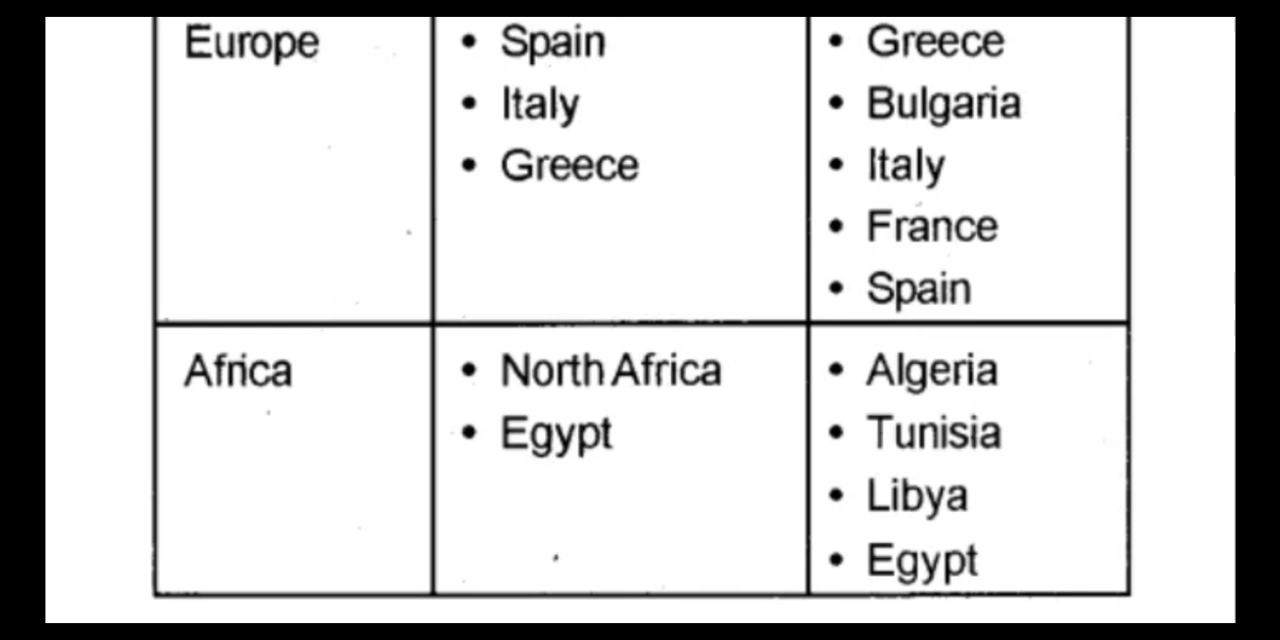 Europe • Spain • Greece
• Italy • Bulgaria
• Greece • Italy
• France
• Spain
Africa • North Africa • Algeria
• Egypt • Tunisia
• Libya
• Egypt